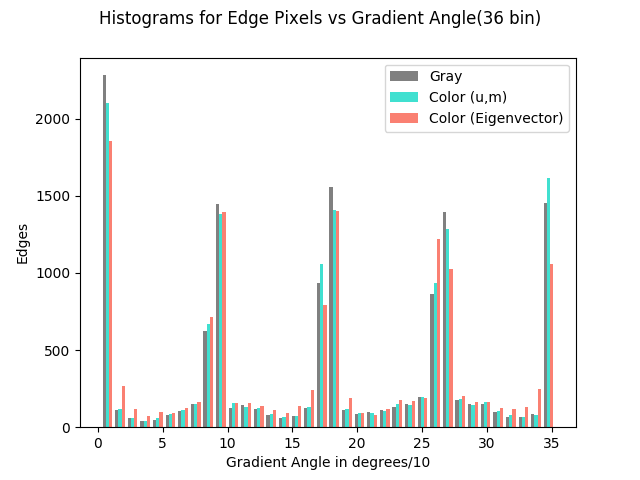 Histograms for Edge Pixels vs Gradient Angle(36 bin)
Gray
Color (u,m)
Color (Eigenvector)
2000
1500
1000
500
0
Edges
0 5 10 15 20 25 30 35
Gradient Angle in degrees/10